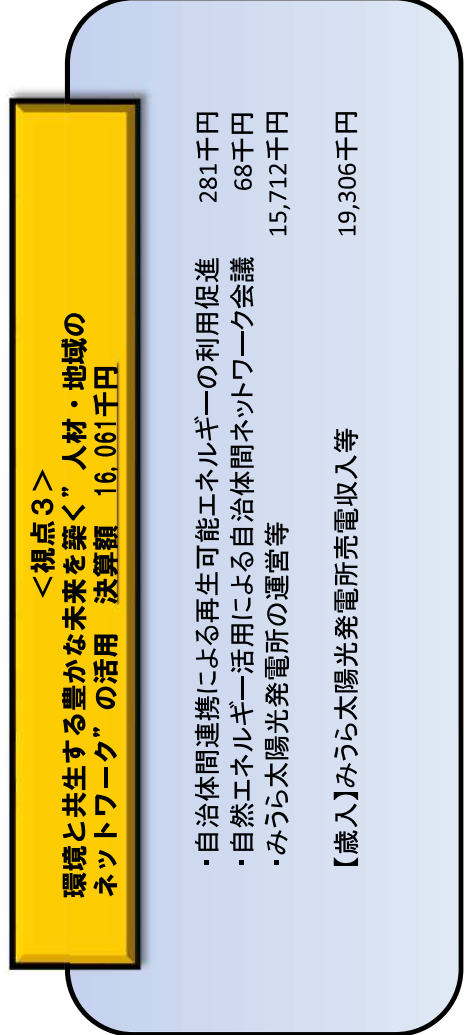 ＜視点３＞
環境と共生する豊かな未来を築く”人材・地域の
ネットワーク”の活用　決算額　16,061千円
・自治体間連携による再生可能エネルギーの利用促進　281千円
・自然エネルギー活用による自治体間ネットワーク会議　68千円
・みうら太陽光発電所の運営等　15,712千円
【歳入】みうら太陽光発電所売電収入等　19,306千円